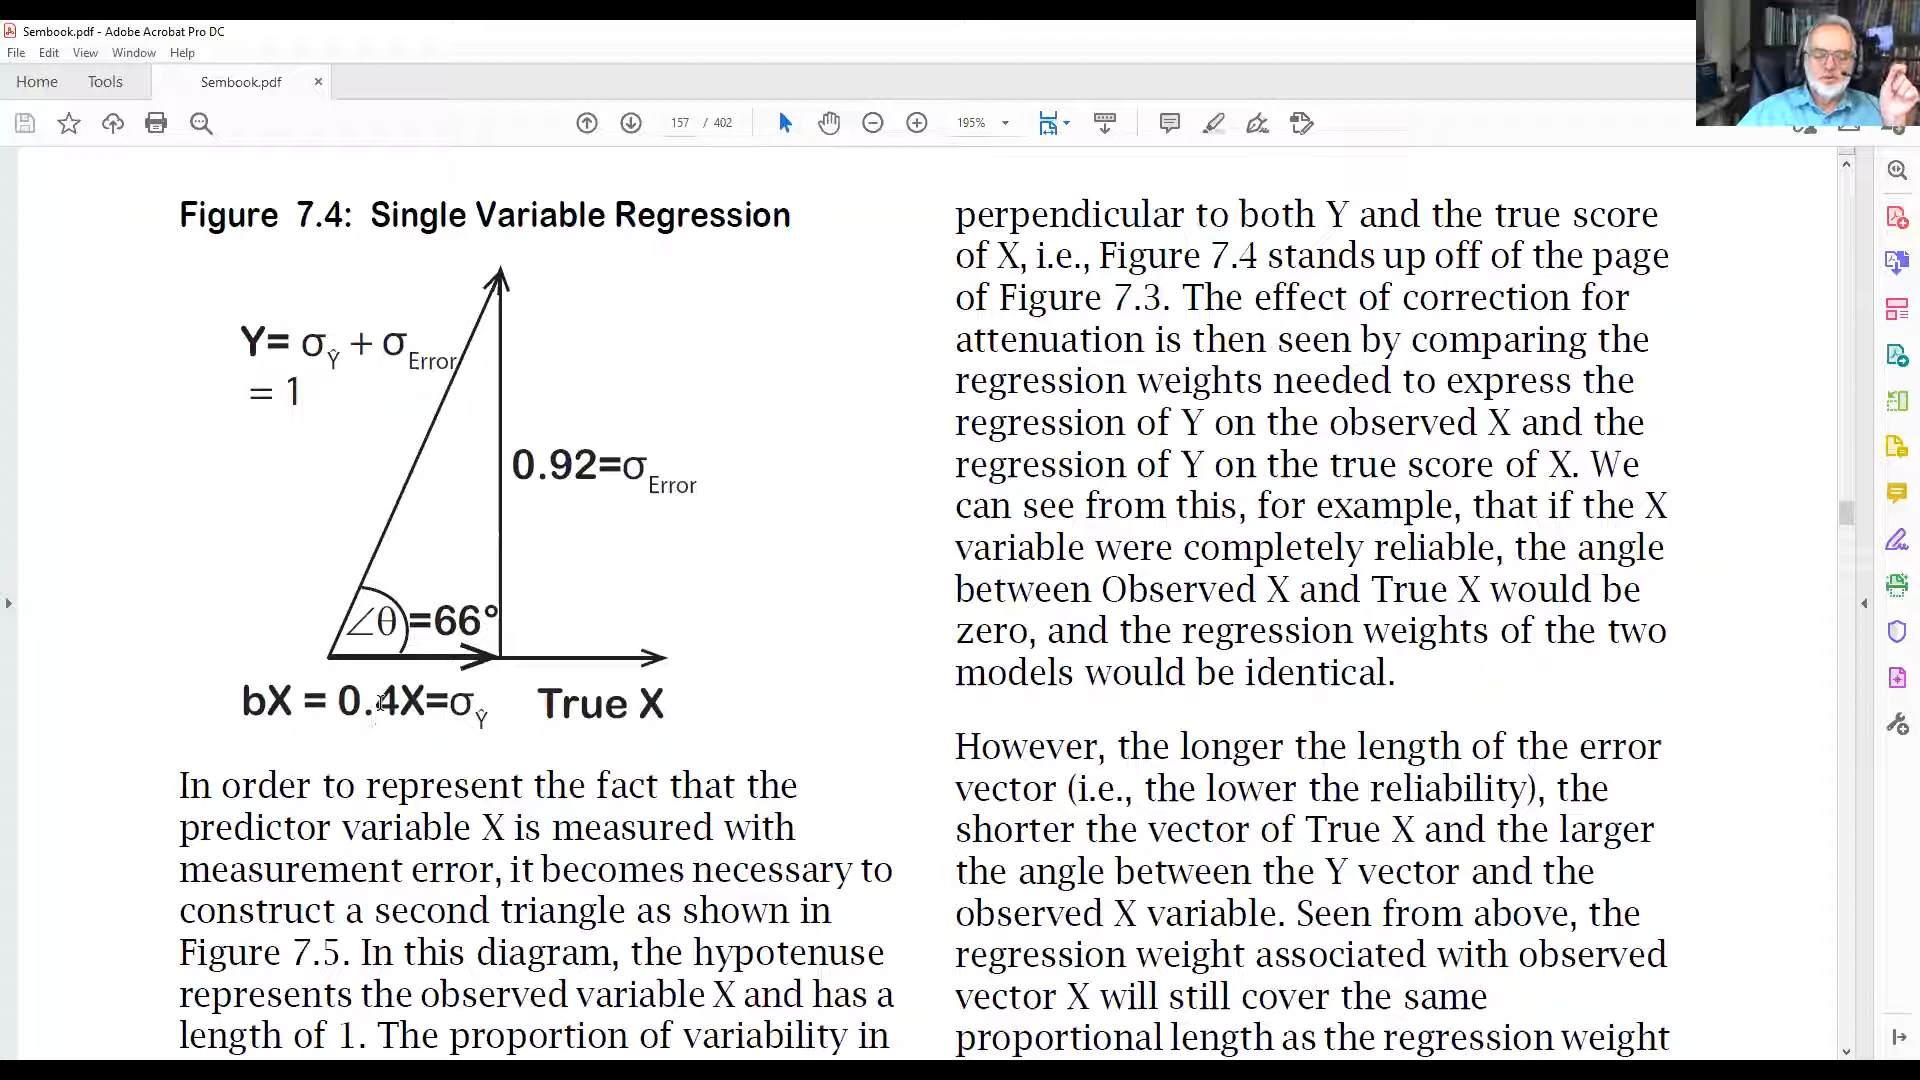 Sembook.pdf - Adobe Acrobat Pro DC
File Edit View Window Help
Home Tools Sembook.pdf ×
157 / 402 195%
Figure 7.4: Single Variable Regression
Y= σŶ + σError
= 1
0.92=σError
∠θ =66°
bX = 0.4X=σŶ True X
In order to represent the fact that the
predictor variable X is measured with
measurement error, it becomes necessary to
construct a second triangle as shown in
Figure 7.5. In this diagram, the hypotenuse
represents the observed variable X and has a
length of 1. The proportion of variability in
perpendicular to both Y and the true score
of X, i.e., Figure 7.4 stands up off of the page
of Figure 7.3. The effect of correction for
attenuation is then seen by comparing the
regression weights needed to express the
regression of Y on the observed X and the
regression of Y on the true score of X. We
can see from this, for example, that if the X
variable were completely reliable, the angle
between Observed X and True X would be
zero, and the regression weights of the two
models would be identical.
However, the longer the length of the error
vector (i.e., the lower the reliability), the
shorter the vector of True X and the larger
the angle between the Y vector and the
observed X variable. Seen from above, the
regression weight associated with observed
vector X will still cover the same
proportional length as the regression weight